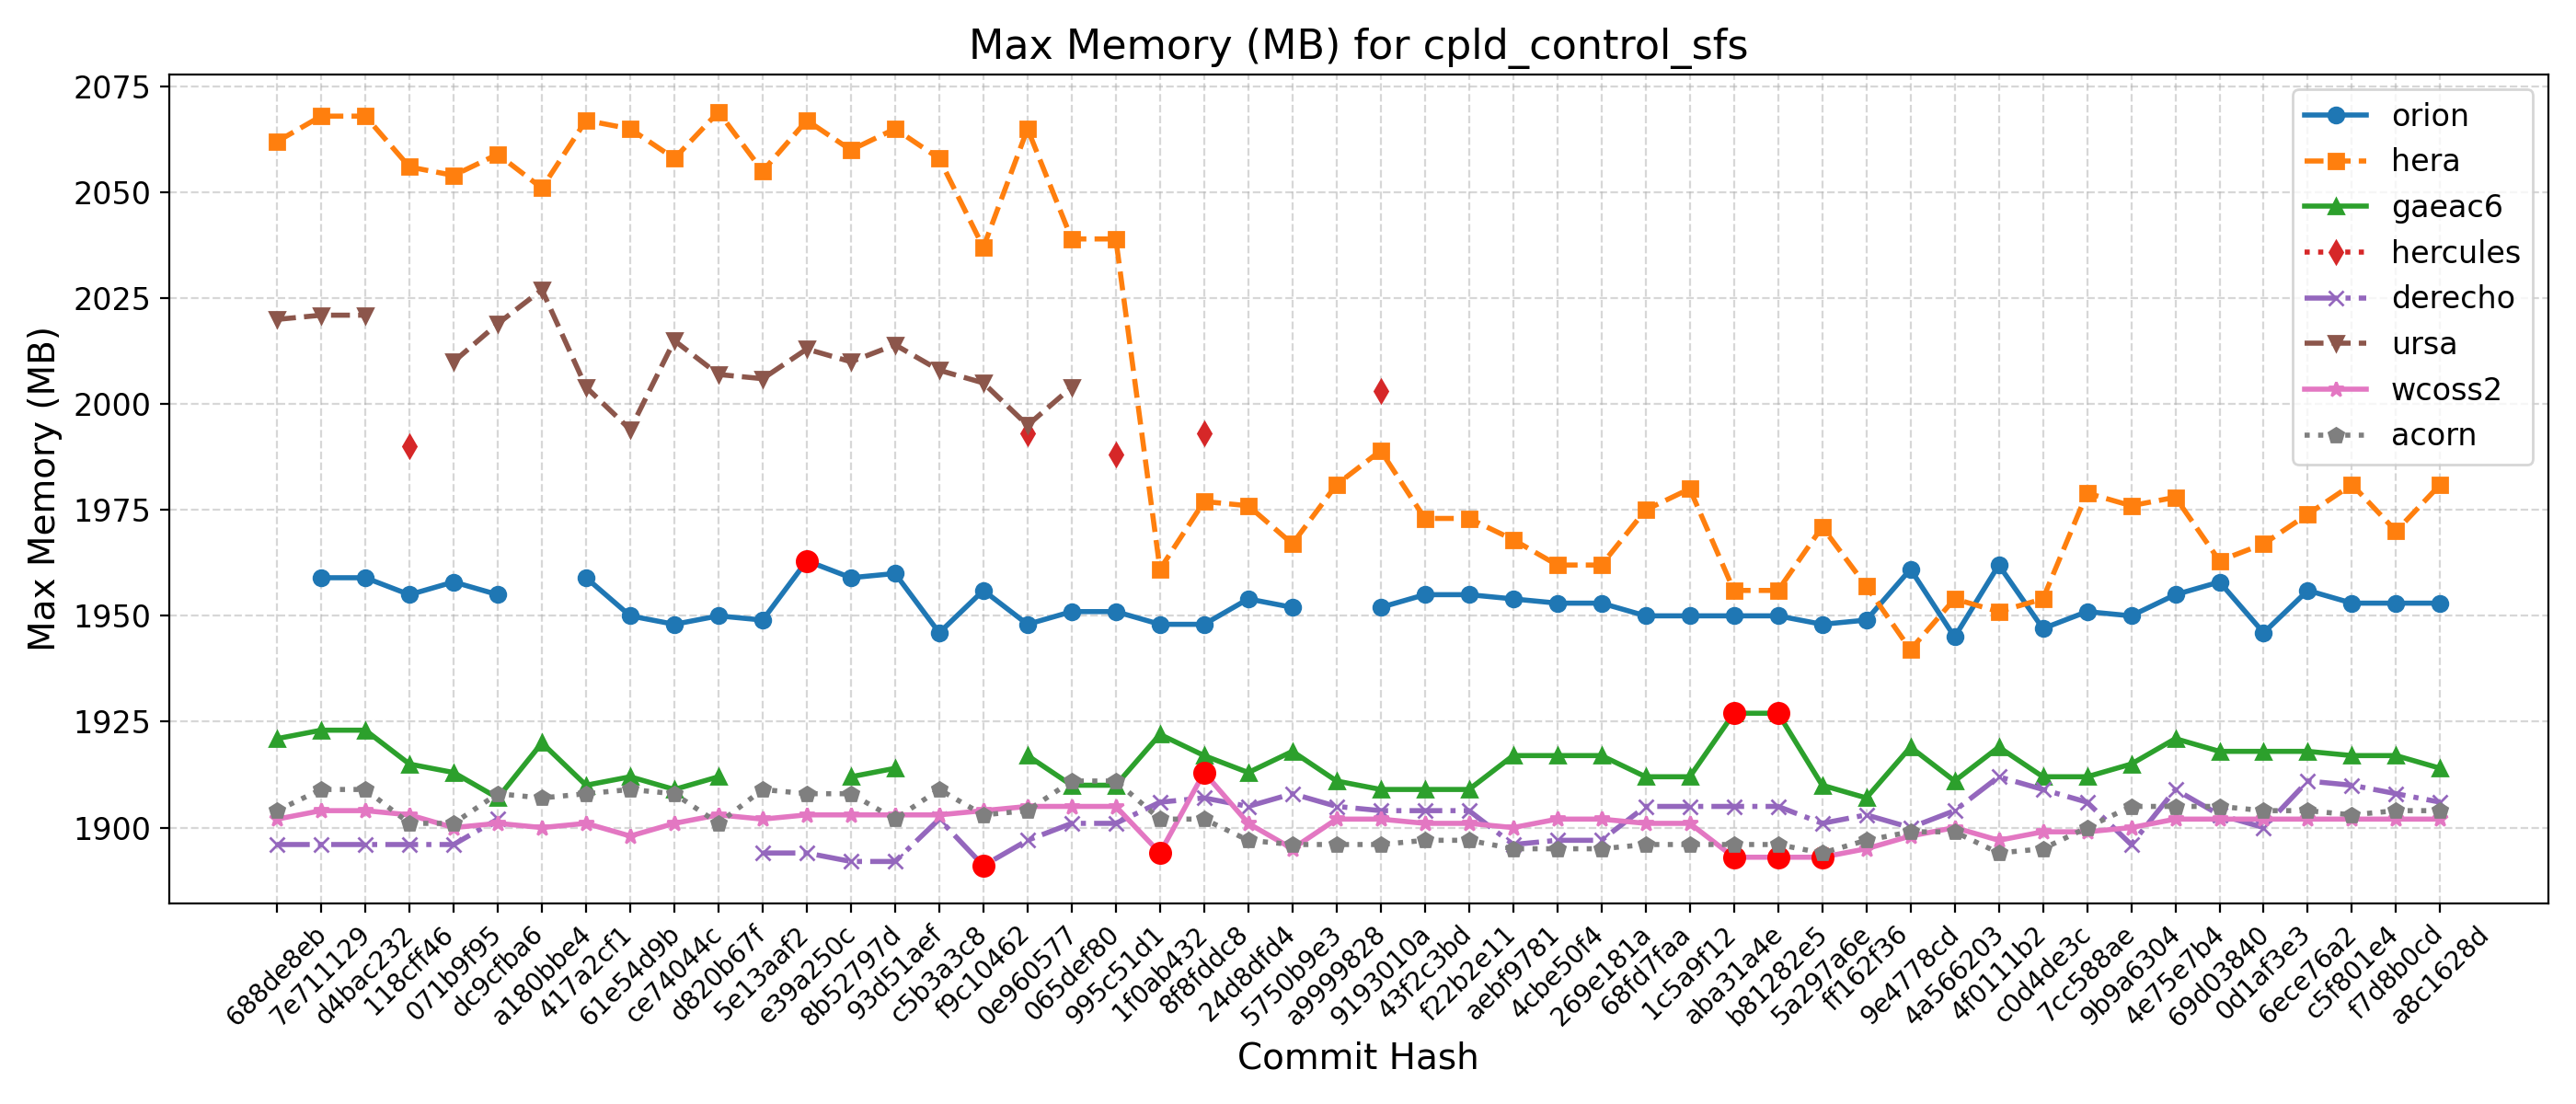 Max Memory (MB) for cpld_control_sfs
Max Memory (MB)
2075
2050
2025
2000
1975
1950
1925
1900
orion
hera
gaeac6
hercules
derecho
ursa
wcoss2
acorn
688de8eb
7e711129
d4bac232
118cff46
071b9f95
dc9cfba6
a180bbe4
417a2cf1
61e54d9b
ce74044c
d820b67f
5e13aaf2
e39a250c
8b52797d
93d51aef
c5b3a3c8
f9c10462
0e960577
065def80
995c51d1
1f0ab432
8f8fddc8
24d8dfd4
5750b9e3
a9999828
9193010a
43f2c3bd
f22b2e11
aebf9781
4cbe50f4
269e181a
68fd7faa
1c5a9f12
aba31a4e
b81282e5
5a297a6e
ff162f36
9e4778cd
4a566203
4f0111b2
c0d4de3c
7cc588ae
9b9a6304
4e75e7b4
69d03840
0d1af3e3
6ece76a2
c5f801e4
f7d8b0cd
a8c1628d
Commit Hash